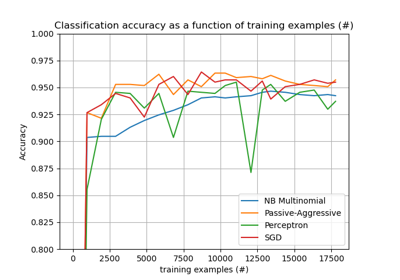 Classification accuracy as a function of training examples (#)
1.000
0.975
0.950
0.925
0.900
0.875
0.850
0.825
0.800
Accuracy
NB Multinomial
Passive-Aggressive
Perceptron
SGD
0 2500 5000 7500 10000 12500 15000 17500
training examples (#)